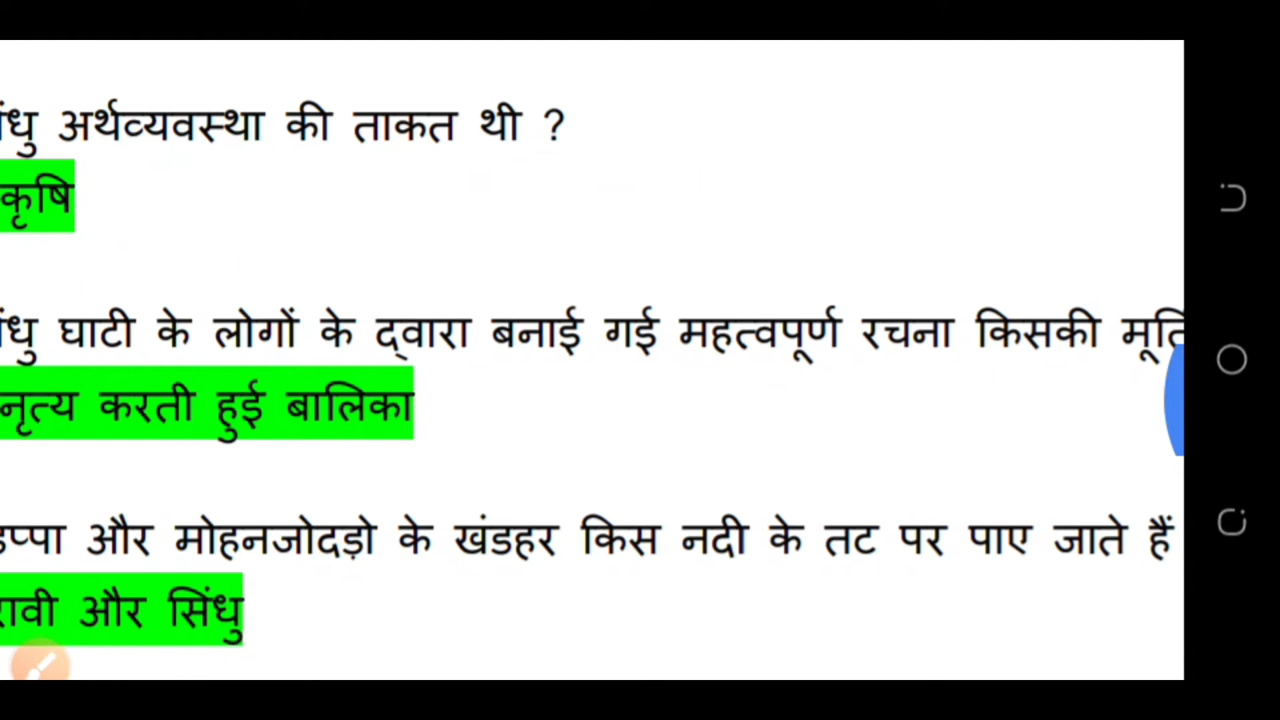 अर्थव्यवस्था की ताकत थी ?
कृषि
घाटी के लोगों के द्वारा बनाई गई महत्वपूर्ण रचना किसकी
नृत्य करती हुई बालिका
और मोहनजोदड़ो के खंडहर किस नदी के तट पर पाए जाते हैं
रावी और सिंधु